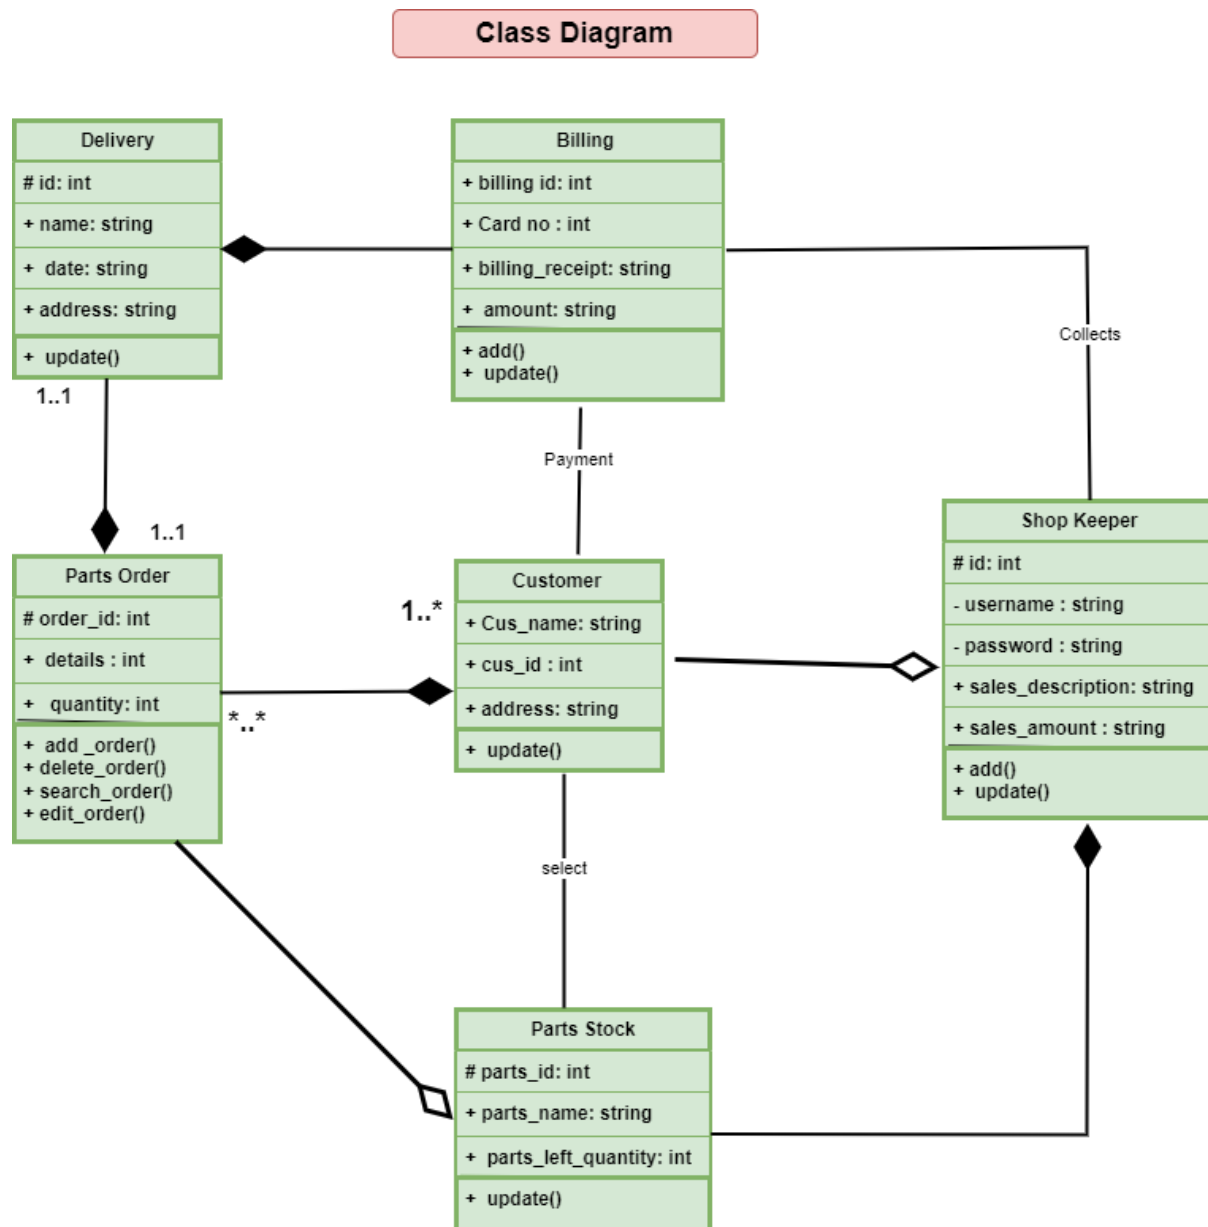 Class Diagram
Delivery
# id: int
+ name: string
+ date: string
+ address: string
+ update()
Billing
+ billing id: int
+ Card no : int
+ billing_receipt: string
+ amount: string
+ add()
+ update()
Collects
1..1
Payment
1..1
Parts Order
# order_id: int
+ details : int
+ quantity: int
+ add _order()
+ delete_order()
+ search_order()
+ edit_order()
1..*
*..*
Customer
+ Cus_name: string
+ cus_id : int
+ address: string
+ update()
Shop Keeper
# id: int
- username : string
- password : string
+ sales_description: string
+ sales_amount : string
+ add()
+ update()
select
Parts Stock
# parts_id: int
+ parts_name: string
+ parts_left_quantity: int
+ update()